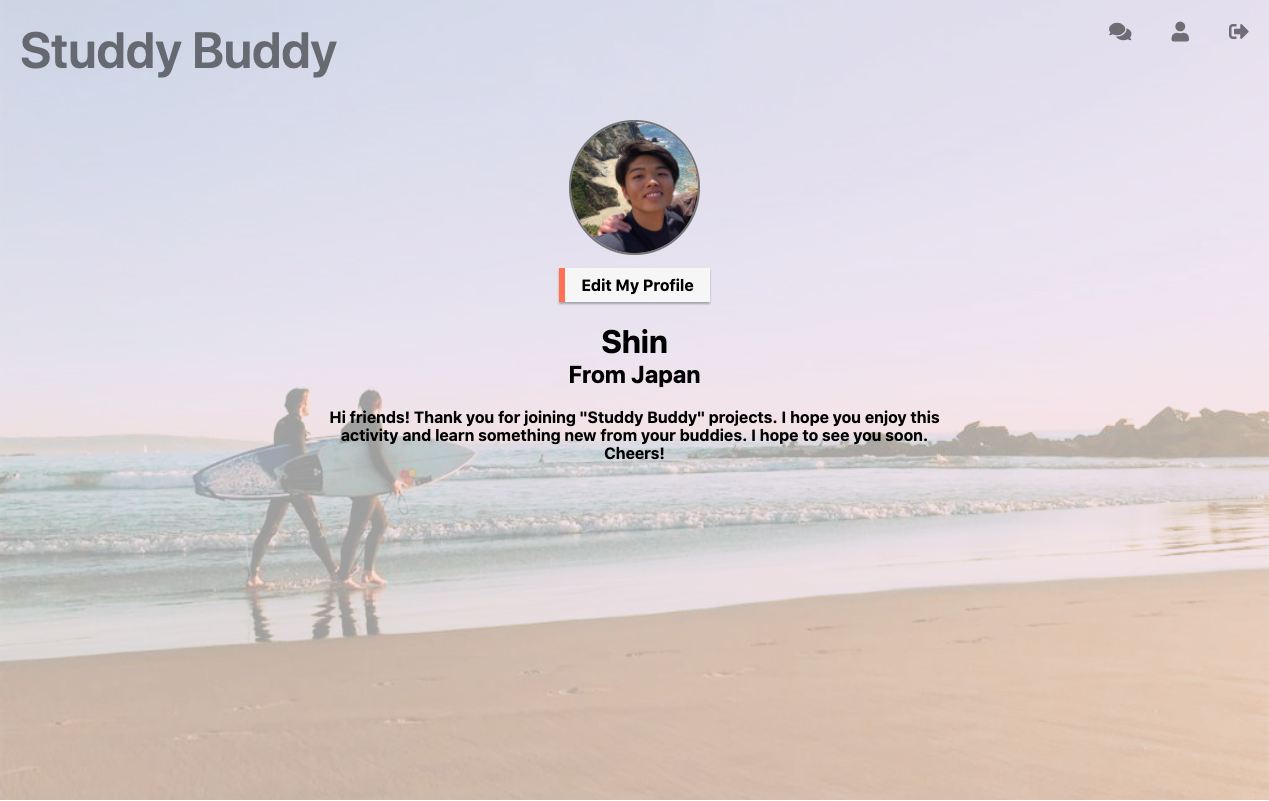 Studdy Buddy
Edit My Profile
Shin
From Japan
Hi friends! Thank you for joining "Studdy Buddy" projects. I hope you enjoy this
activity and learn something new from your buddies. I hope to see you soon.
Cheers!